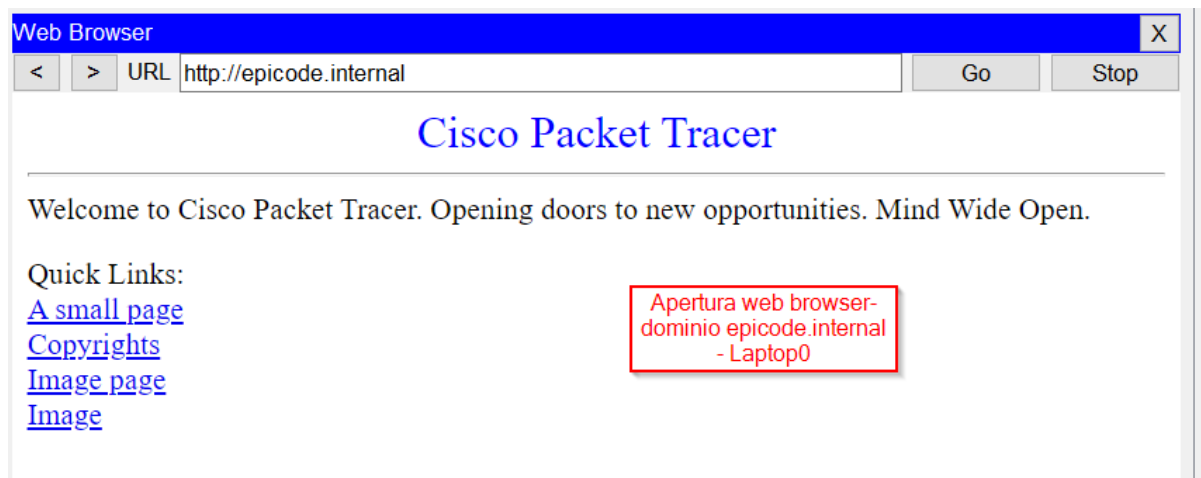 Web Browser X
< > URL http://epicode.internal Go Stop
Cisco Packet Tracer
Welcome to Cisco Packet Tracer. Opening doors to new opportunities. Mind Wide Open.
Quick Links:
A small page
Copyrights
Image page
Image
Apertura web browser-
dominio epicode.internal
- Laptop0